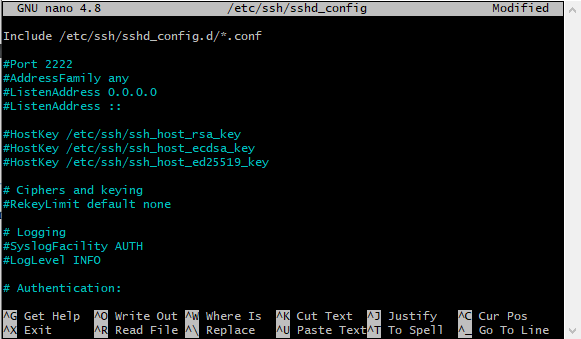 GNU nano 4.8 /etc/ssh/sshd_config Modified
Include /etc/ssh/sshd_config.d/*.conf
#Port 2222
#AddressFamily any
#ListenAddress 0.0.0.0
#ListenAddress ::
#HostKey /etc/ssh/ssh_host_rsa_key
#HostKey /etc/ssh/ssh_host_ecdsa_key
#HostKey /etc/ssh/ssh_host_ed25519_key
# Ciphers and keying
#RekeyLimit default none
# Logging
#SyslogFacility AUTH
#LogLevel INFO
# Authentication:
^G Get Help ^O Write Out ^W Where Is ^K Cut Text ^J Justify ^C Cur Pos
^X Exit ^R Read File ^\ Replace ^U Paste Text ^T To Spell ^_ Go To Line